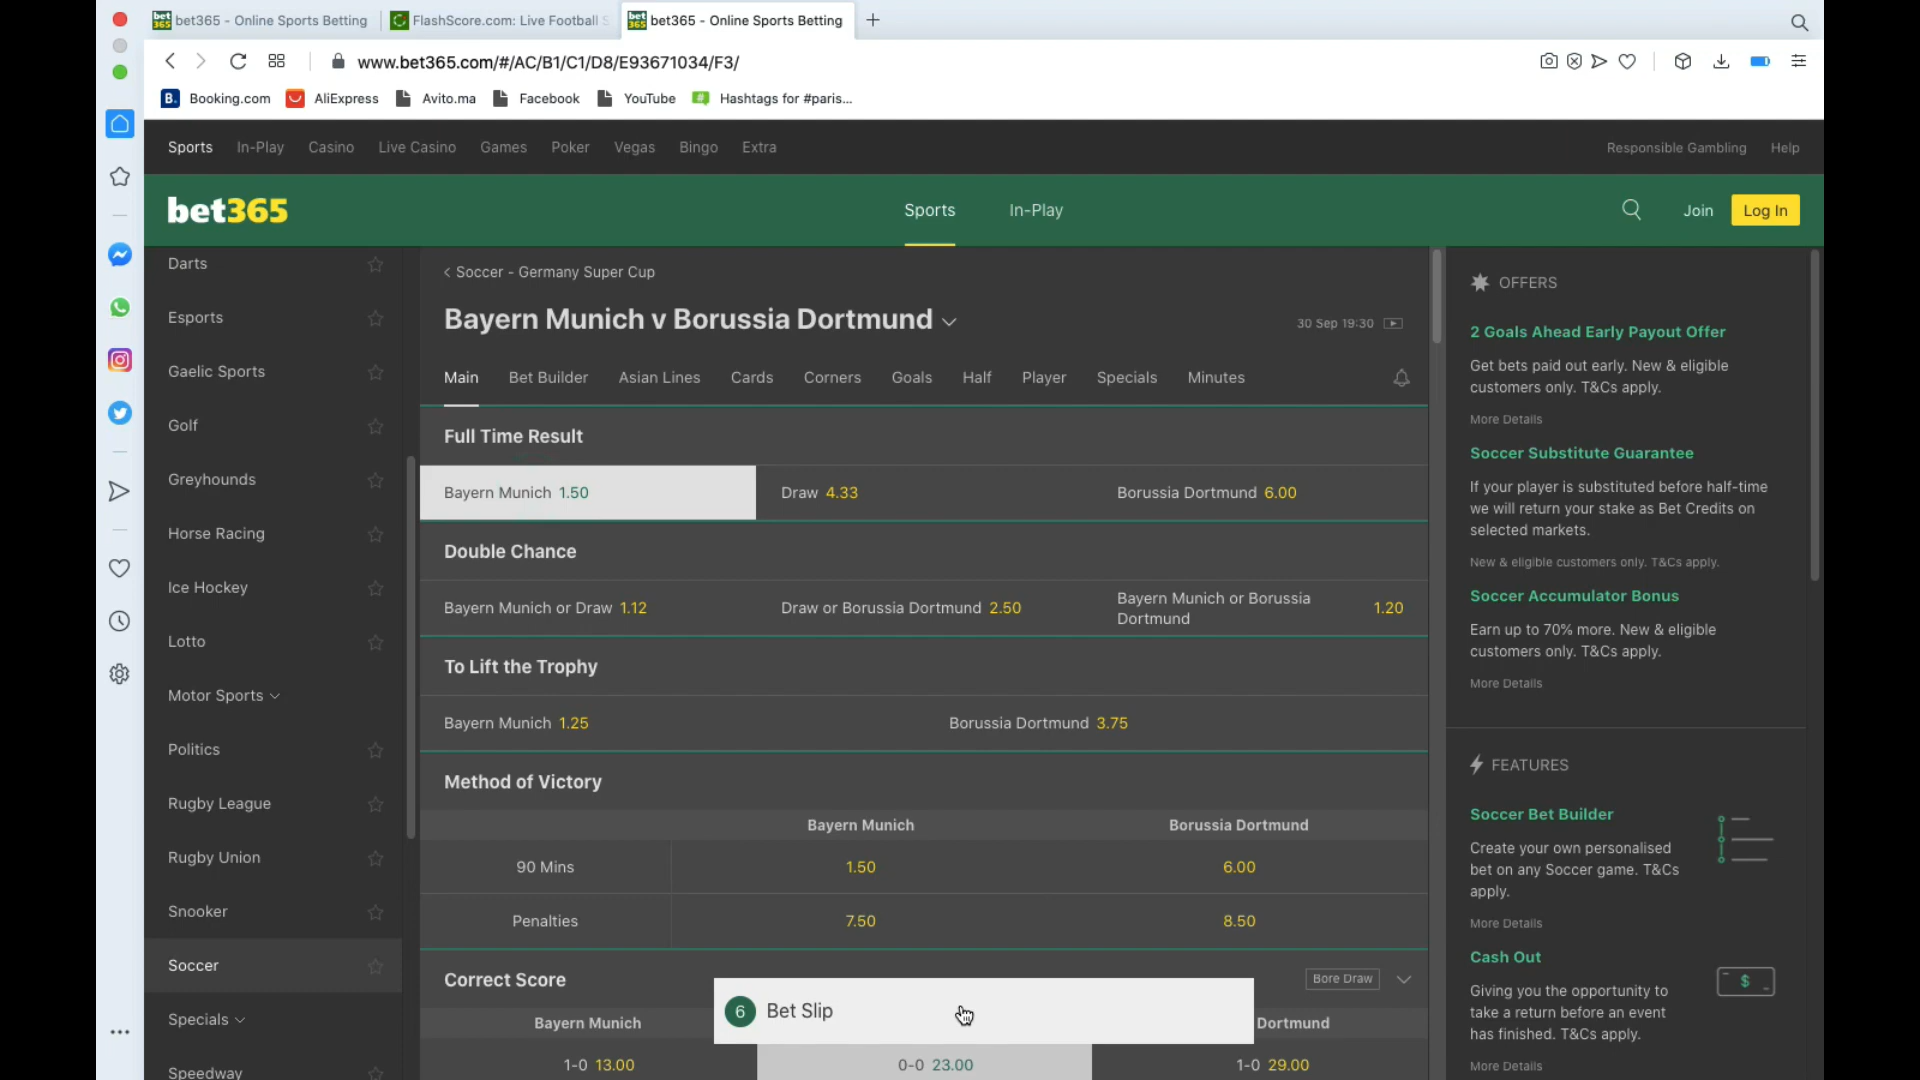 bet365 - Online Sports Betting
FlashScore.com: Live Football S
bet365 - Online Sports Betting
www.bet365.com/#/AC/B1/C1/D8/E93671034/F3/
B. Booking.com
AliExpress
Avito.ma
Facebook
YouTube
# Hashtags for #paris...
Sports
In-Play
Casino
Live Casino
Games
Poker
Vegas
Bingo
Extra
Responsible Gambling
Help
bet365
Sports
In-Play
Join
Log In
Darts
Esports
Gaelic Sports
Golf
Greyhounds
Horse Racing
Ice Hockey
Lotto
Motor Sports
Politics
Rugby League
Rugby Union
Snooker
Soccer
Specials
Speedway
Soccer - Germany Super Cup
Bayern Munich v Borussia Dortmund
30 Sep 19:30
Main
Bet Builder
Asian Lines
Cards
Corners
Goals
Half
Player
Specials
Minutes
Full Time Result
Bayern Munich 1.50
Draw 4.33
Borussia Dortmund 6.00
Double Chance
Bayern Munich or Draw 1.12
Draw or Borussia Dortmund 2.50
Bayern Munich or Borussia
Dortmund
1.20
To Lift the Trophy
Bayern Munich 1.25
Borussia Dortmund 3.75
Method of Victory
Bayern Munich
Borussia Dortmund
90 Mins
1.50
6.00
Penalties
7.50
8.50
Correct Score
Bore Draw
Bayern Munich
Dortmund
6 Bet Slip
1-0 13.00
0-0 23.00
1-0 29.00
OFFERS
2 Goals Ahead Early Payout Offer
Get bets paid out early. New & eligible
customers only. T&Cs apply.
More Details
Soccer Substitute Guarantee
If your player is substituted before half-time
we will return your stake as Bet Credits on
selected markets.
New & eligible customers only. T&Cs apply.
Soccer Accumulator Bonus
Earn up to 70% more. New & eligible
customers only. T&Cs apply.
More Details
FEATURES
Soccer Bet Builder
Create your own personalised
bet on any Soccer game. T&Cs
apply.
More Details
Cash Out
Giving you the opportunity to
take a return before an event
has finished. T&Cs apply.
$
More Details